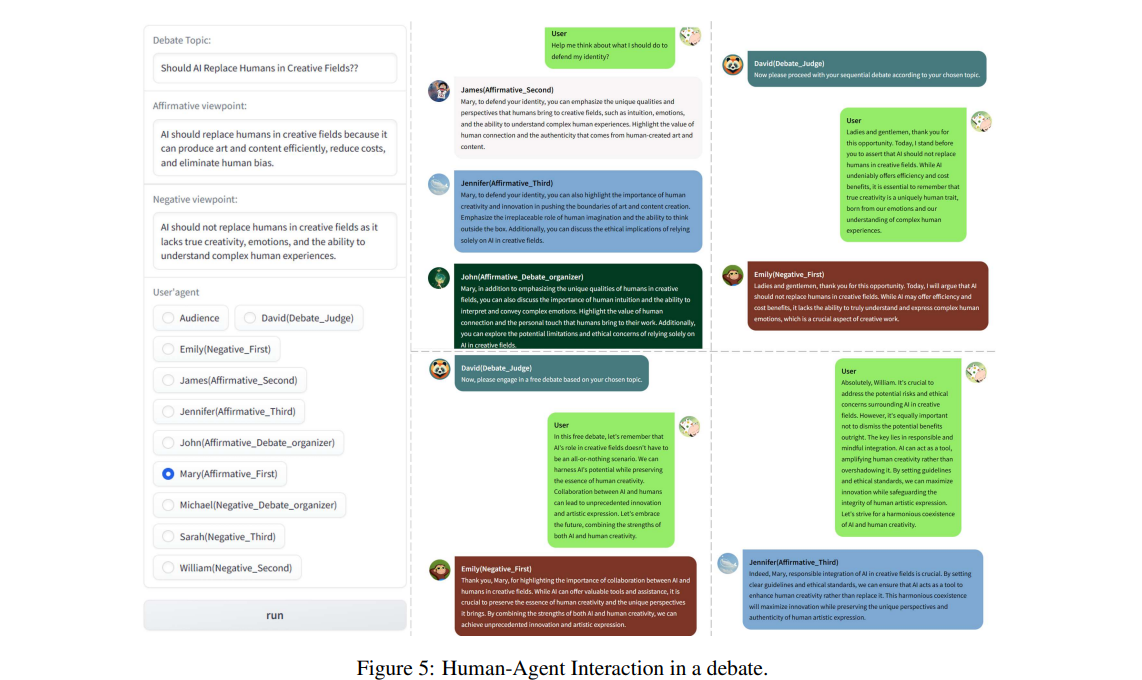 Debate Topic:
Should AI Replace Humans in Creative Fields??
Affirmative viewpoint:
AI should replace humans in creative fields because it
can produce art and content efficiently, reduce costs,
and eliminate human bias.
Negative viewpoint:
AI should not replace humans in creative fields as it
lacks true creativity, emotions, and the ability to
understand complex human experiences.
User'agent
Audience
David(Debate_Judge)
Emily(Negative_First)
James(Affirmative_Second)
Jennifer(Affirmative_Third)
John(Affirmative_Debate_organizer)
Mary(Affirmative_First)
Michael(Negative_Debate_organizer)
Sarah(Negative_Third)
William(Negative_Second)
run
User
Help me think about what I should do to
defend my identity?
James(Affirmative_Second)
Mary, to defend your identity, you can emphasize the unique qualities and
perspectives that humans bring to creative fields, such as intuition, emotions,
and the ability to understand complex human experiences. Highlight the value of
human connection and the authenticity that comes from human-created art and
content.
Jennifer(Affirmative_Third)
Mary, to defend your identity, you can also highlight the importance of human
creativity and innovation in pushing the boundaries of art and content creation.
Emphasize the irreplaceable role of human imagination and the ability to think
outside the box. Additionally, you can discuss the ethical implications of relying
solely on AI in creative fields.
John(Affirmative_Debate_organizer)
Mary, in addition to emphasizing the unique qualities of humans in creative
fields, you can also discuss the importance of human intuition and the ability to
interpret and convey complex emotions. Highlight the value of human
connection and the personal touch that humans bring to their work. Additionally,
you can explore the potential limitations and ethical concerns of relying solely on
AI in creative fields.
David(Debate_Judge)
Now please proceed with your sequential debate according to your chosen topic.
User
Ladies and gentlemen, thank you for
this opportunity. Today, I stand before
you to assert that AI should not replace
humans in creative fields. While AI
undeniably offers efficiency and cost
benefits, it is essential to remember that
true creativity is a uniquely human trait,
born from our emotions and our
understanding of complex human
experiences.
Emily(Negative_First)
Ladies and gentlemen, thank you for this opportunity. Today, I will argue that AI
should not replace humans in creative fields. While AI may offer efficiency and
cost benefits, it lacks the ability to truly understand and express complex human
emotions, which is a crucial aspect of creative work.
David(Debate_Judge)
Now, please engage in a free debate based on your chosen topic.
User
In this free debate, let's remember that
AI's role in creative fields doesn't have to
be an all-or-nothing scenario. We can
harness AI's potential while preserving
the essence of human creativity.
Collaboration between AI and humans
can lead to unprecedented innovation
and artistic expression. Let's embrace
the future, combining the strengths of
both AI and human creativity.
Emily(Negative_First)
Thank you, Mary, for highlighting the importance of collaboration between AI and
humans in creative fields. While AI can offer valuable tools and assistance, it is
crucial to preserve the essence of human creativity and the unique perspectives
it brings. By combining the strengths of both AI and human creativity, we can
achieve unprecedented innovation and artistic expression.
User
Absolutely, William. It's crucial to
address the potential risks and ethical
concerns surrounding AI in creative
fields. However, it's equally important
not to dismiss the potential benefits
outright. The key lies in responsible and
mindful integration. AI can act as a tool,
amplifying human creativity rather than
overshadowing it. By setting guidelines
and ethical standards, we can maximize
innovation while safeguarding the
integrity of human artistic expression.
Let's strive for a harmonious coexistence
of AI and human creativity.
Jennifer(Affirmative_Third)
Indeed, Mary, responsible integration of AI in creative fields is crucial. By setting
clear guidelines and ethical standards, we can ensure that AI acts as a tool to
enhance human creativity rather than replace it. This harmonious coexistence
will maximize innovation while preserving the unique perspectives and
authenticity of human artistic expression.
Figure 5: Human-Agent Interaction in a debate.